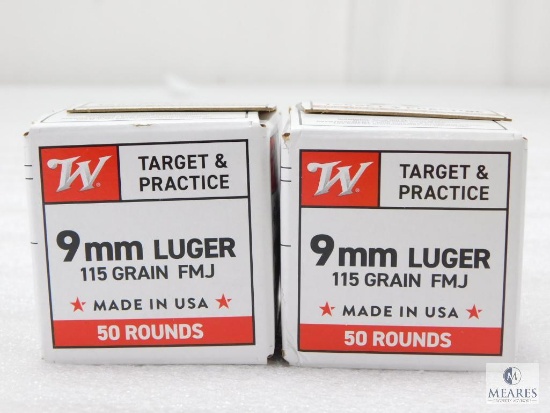 W
TARGET &
PRACTICE
9mm LUGER
115 GRAIN FMJ
★ MADE IN USA ★
50 ROUNDS
W
TARGET &
PRACTICE
9mm LUGER
115 GRAIN FMJ
★ MADE IN USA ★
50 ROUNDS
M
MEARES